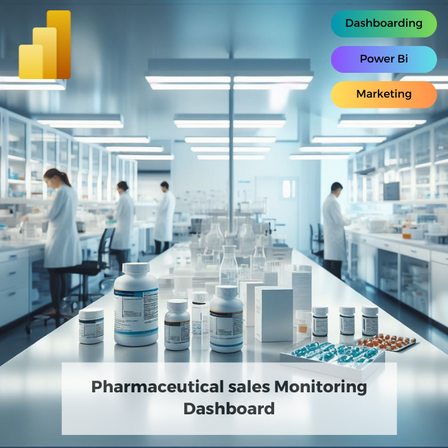 Dashboarding
Power Bi
Marketing
Pharmaceutical sales Monitoring
Dashboard